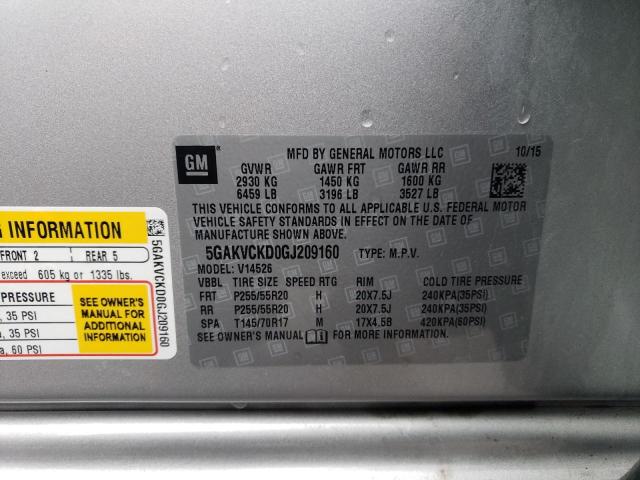 GM
MFD BY GENERAL MOTORS LLC 10/15
GVWR GAWR FRT GAWR RR
2930 KG 1450 KG 1600 KG
6459 LB 3196 LB 3527 LB
THIS VEHICLE CONFORMS TO ALL APPLICABLE U.S. FEDERAL MOTOR
VEHICLE SAFETY STANDARDS IN EFFECT ON THE DATE OF
MANUFACTURE SHOWN ABOVE.
5GAKVCKD0GJ209160 TYPE: M.P.V.
MODEL: V14526
VBBL TIRE SIZE SPEED RTG RIM COLD TIRE PRESSURE
FRT P255/55R20 H 20X7.5J 240KPA(35PSI)
RR P255/55R20 H 20X7.5J 240KPA(35PSI)
SPA T145/70R17 M 17X4.5B 420KPA(60PSI)
SEE OWNER'S MANUAL FOR MORE INFORMATION
INFORMATION
FRONT 2 REAR 5
exceed 605 kg or 1335 lbs.
PRESSURE
35 PSI
35 PSI
60 PSI
SEE OWNER'S
MANUAL FOR
ADDITIONAL
INFORMATION
5GAKVCKD0GJ209160